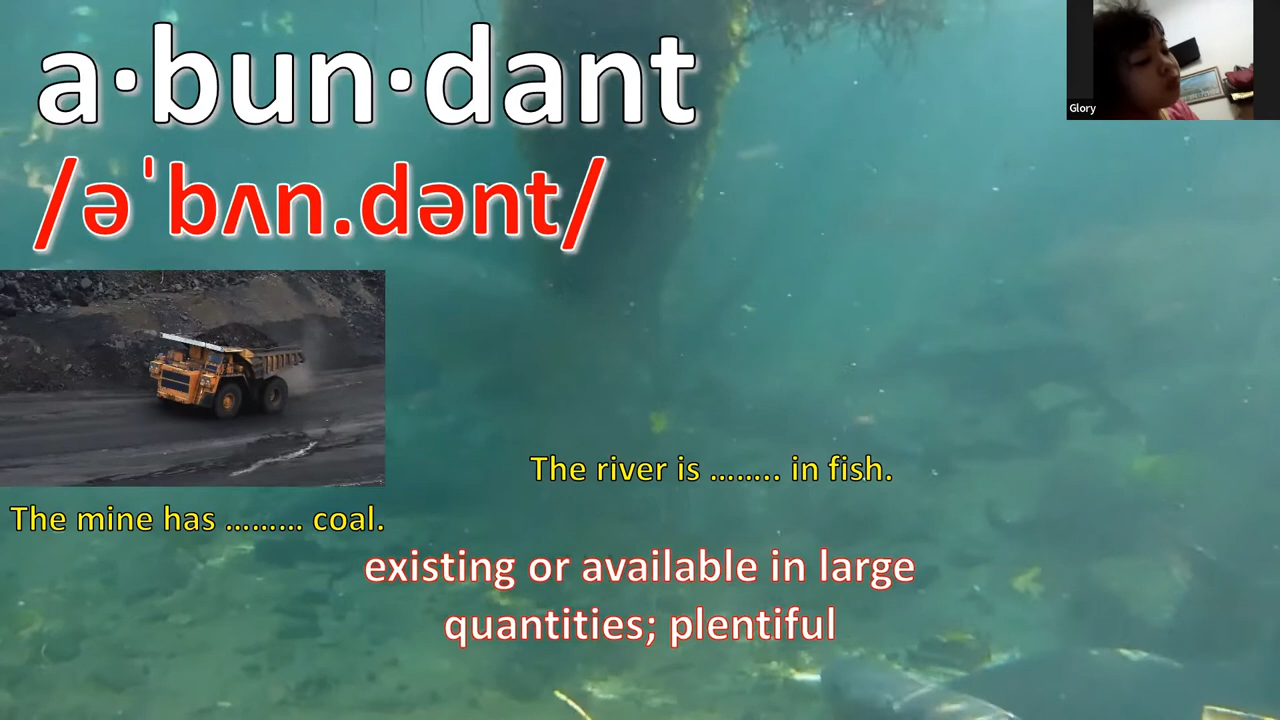 a·bun·dant
/əˈbʌn.dənt/
Glory
The river is ........ in fish.
The mine has ......... coal.
existing or available in large
quantities; plentiful